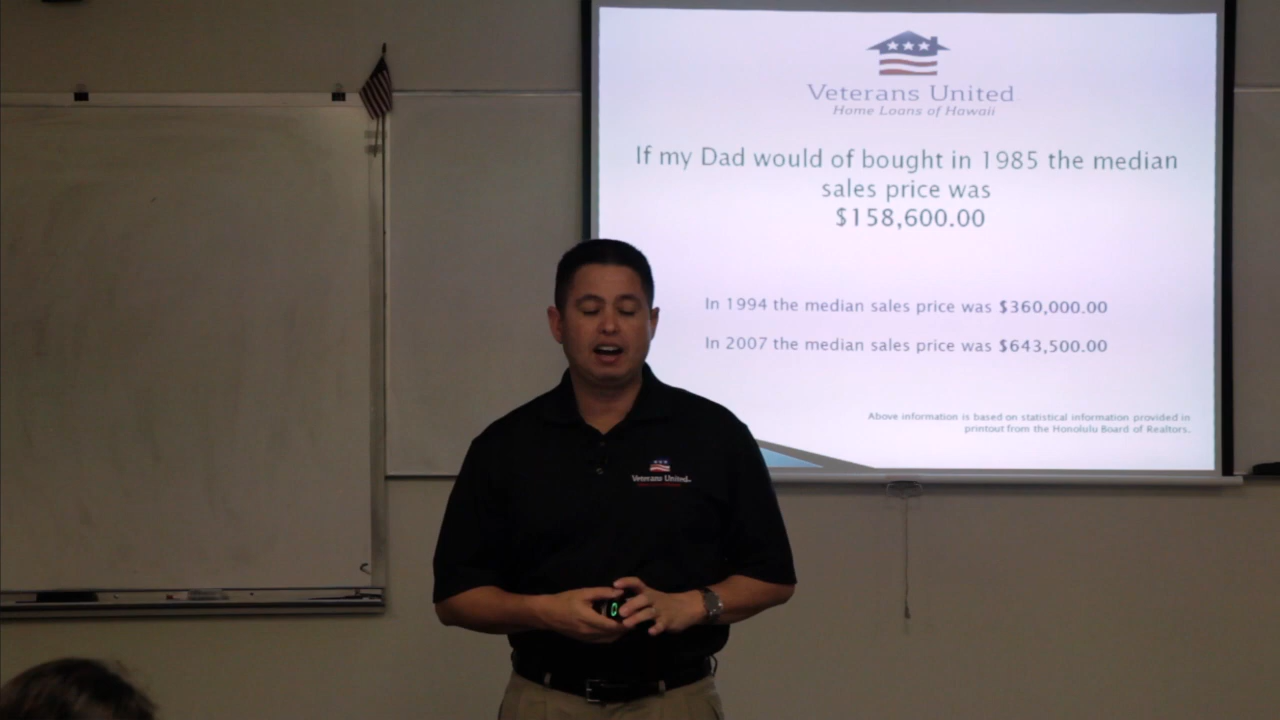 Veterans United
Home Loans of Hawaii
If my Dad would of bought in 1985 the median
sales price was
$158,600.00
In 1994 the median sales price was $360,000.00
In 2007 the median sales price was $643,500.00
Above information is based on statistical information provided in
printout from the Honolulu Board of Realtors.
Veterans United